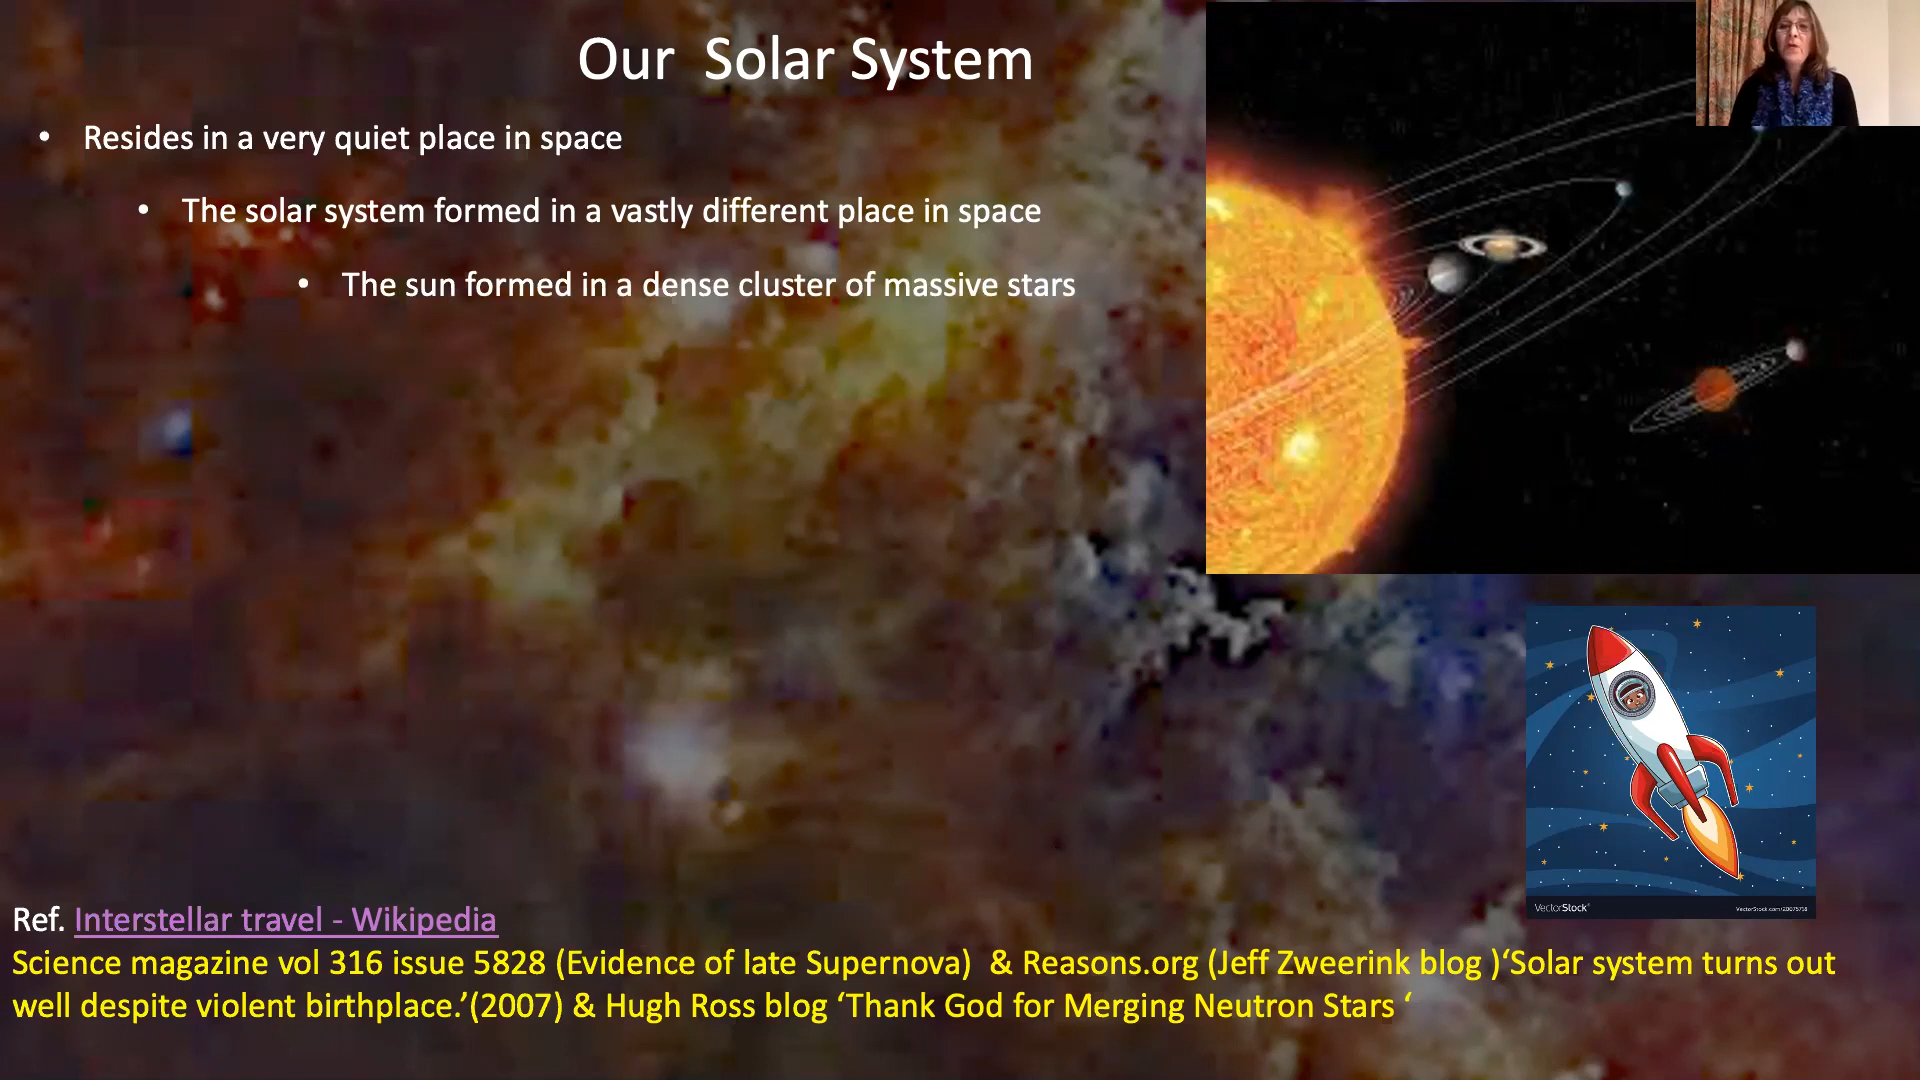 Our Solar System
• Resides in a very quiet place in space
• The solar system formed in a vastly different place in space
• The sun formed in a dense cluster of massive stars
VectorStock®
VectorStock.com/20075718
Ref. Interstellar travel - Wikipedia
Science magazine vol 316 issue 5828 (Evidence of late Supernova) & Reasons.org (Jeff Zweerink blog )‘Solar system turns out
well despite violent birthplace.’(2007) & Hugh Ross blog ‘Thank God for Merging Neutron Stars ‘